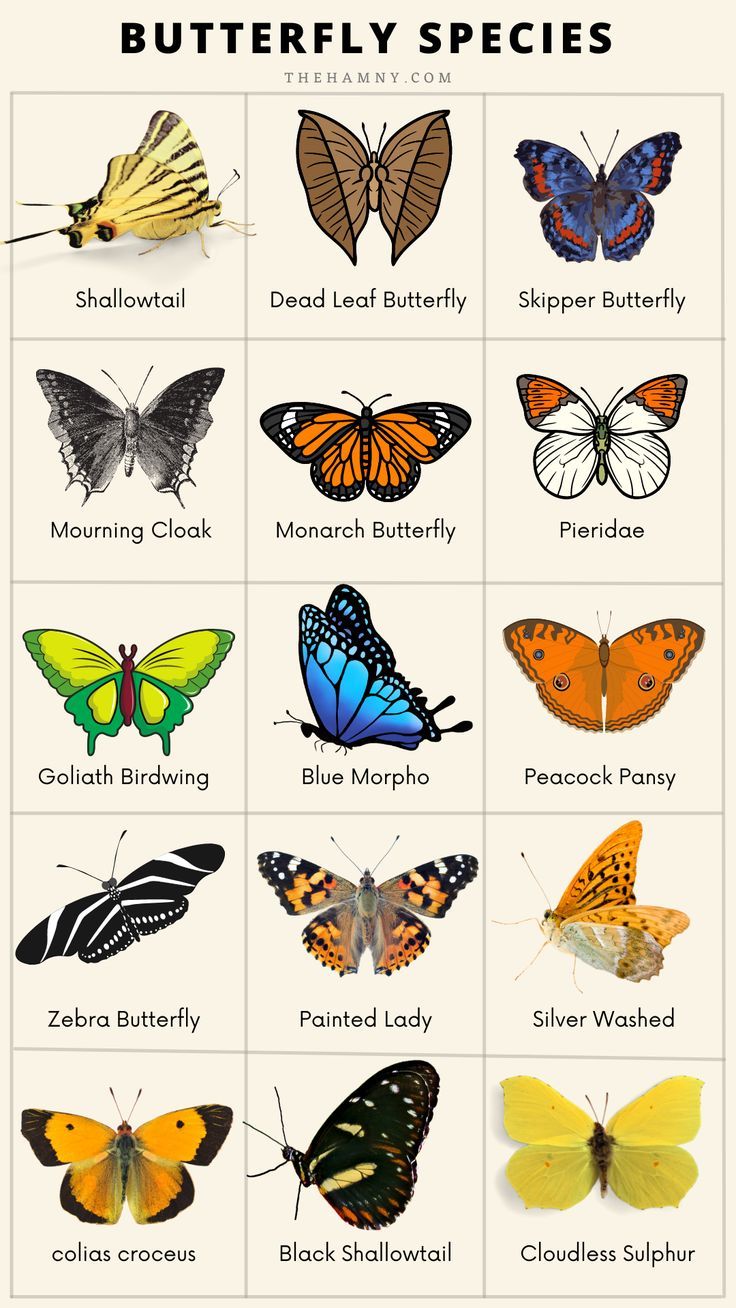 BUTTERFLY SPECIES
THEHAMNY.COM
Shallowtail
Dead Leaf Butterfly
Skipper Butterfly
Mourning Cloak
Monarch Butterfly
Pieridae
Goliath Birdwing
Blue Morpho
Peacock Pansy
Zebra Butterfly
Painted Lady
Silver Washed
colias croceus
Black Shallowtail
Cloudless Sulphur